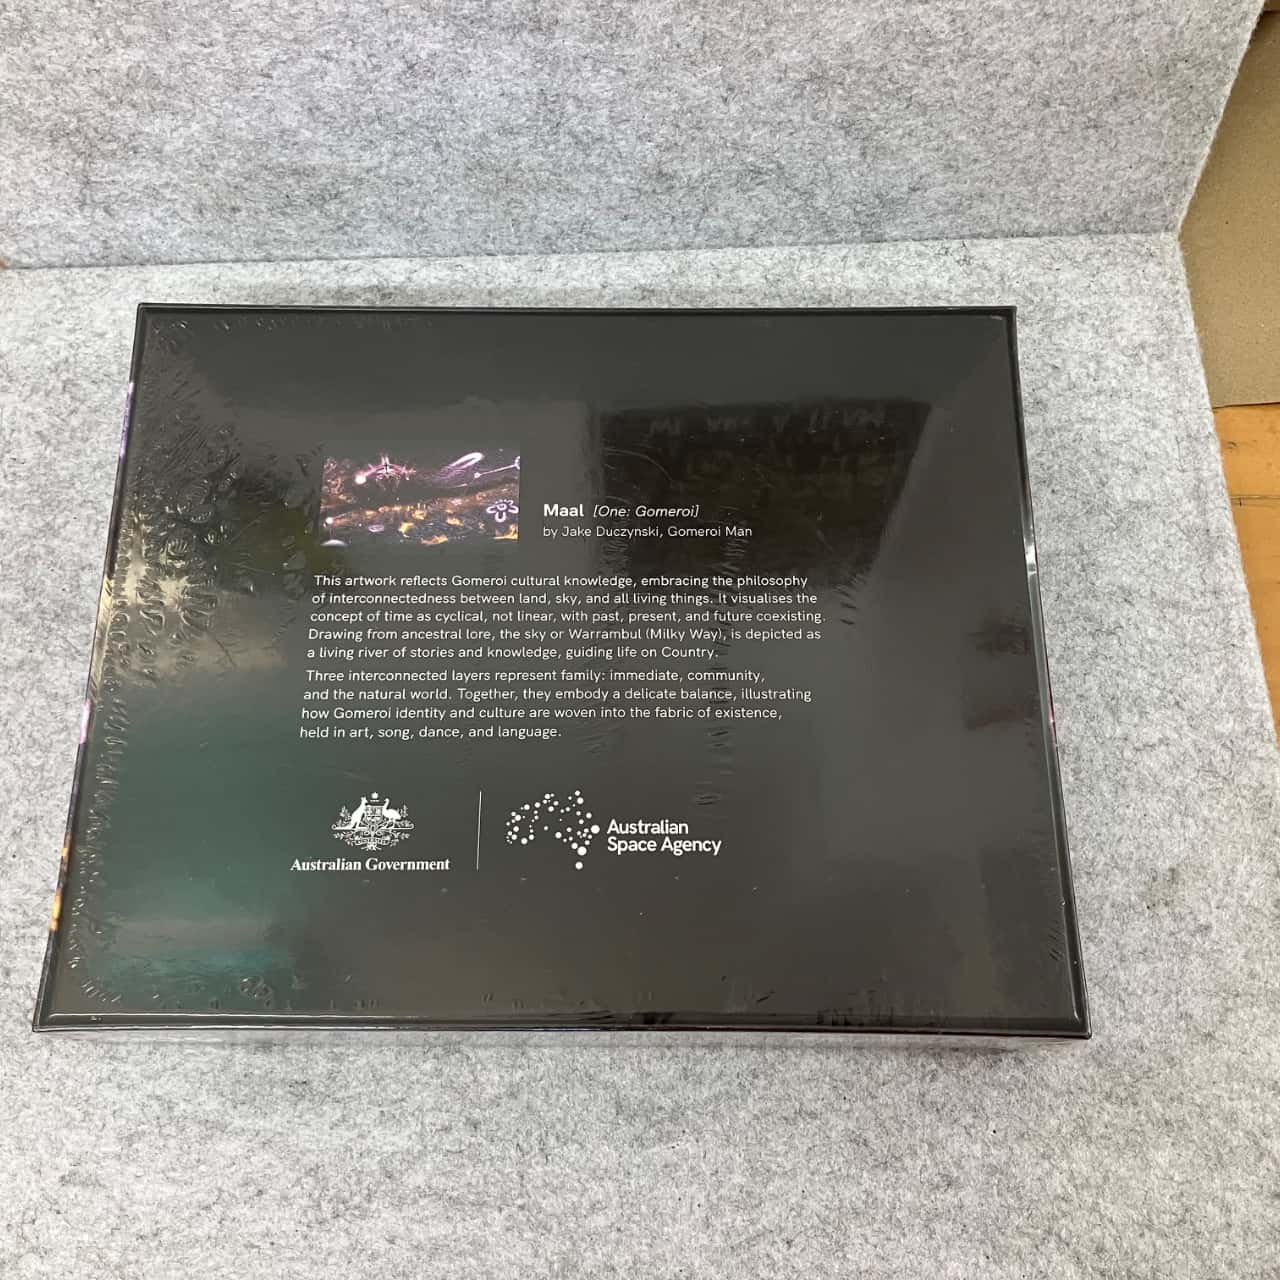 Maal [One: Gomeroi]
by Jake Duczynski, Gomeroi Man
This artwork reflects Gomeroi cultural knowledge, embracing the philosophy
of interconnectedness between land, sky, and all living things. It visualises the
concept of time as cyclical, not linear, with past, present, and future coexisting.
Drawing from ancestral lore, the sky or Warrambul (Milky Way), is depicted as
a living river of stories and knowledge, guiding life on Country.
Three interconnected layers represent family: immediate, community,
and the natural world. Together, they embody a delicate balance, illustrating
how Gomeroi identity and culture are woven into the fabric of existence,
held in art, song, dance, and language.
Australian Government
Australian
Space Agency